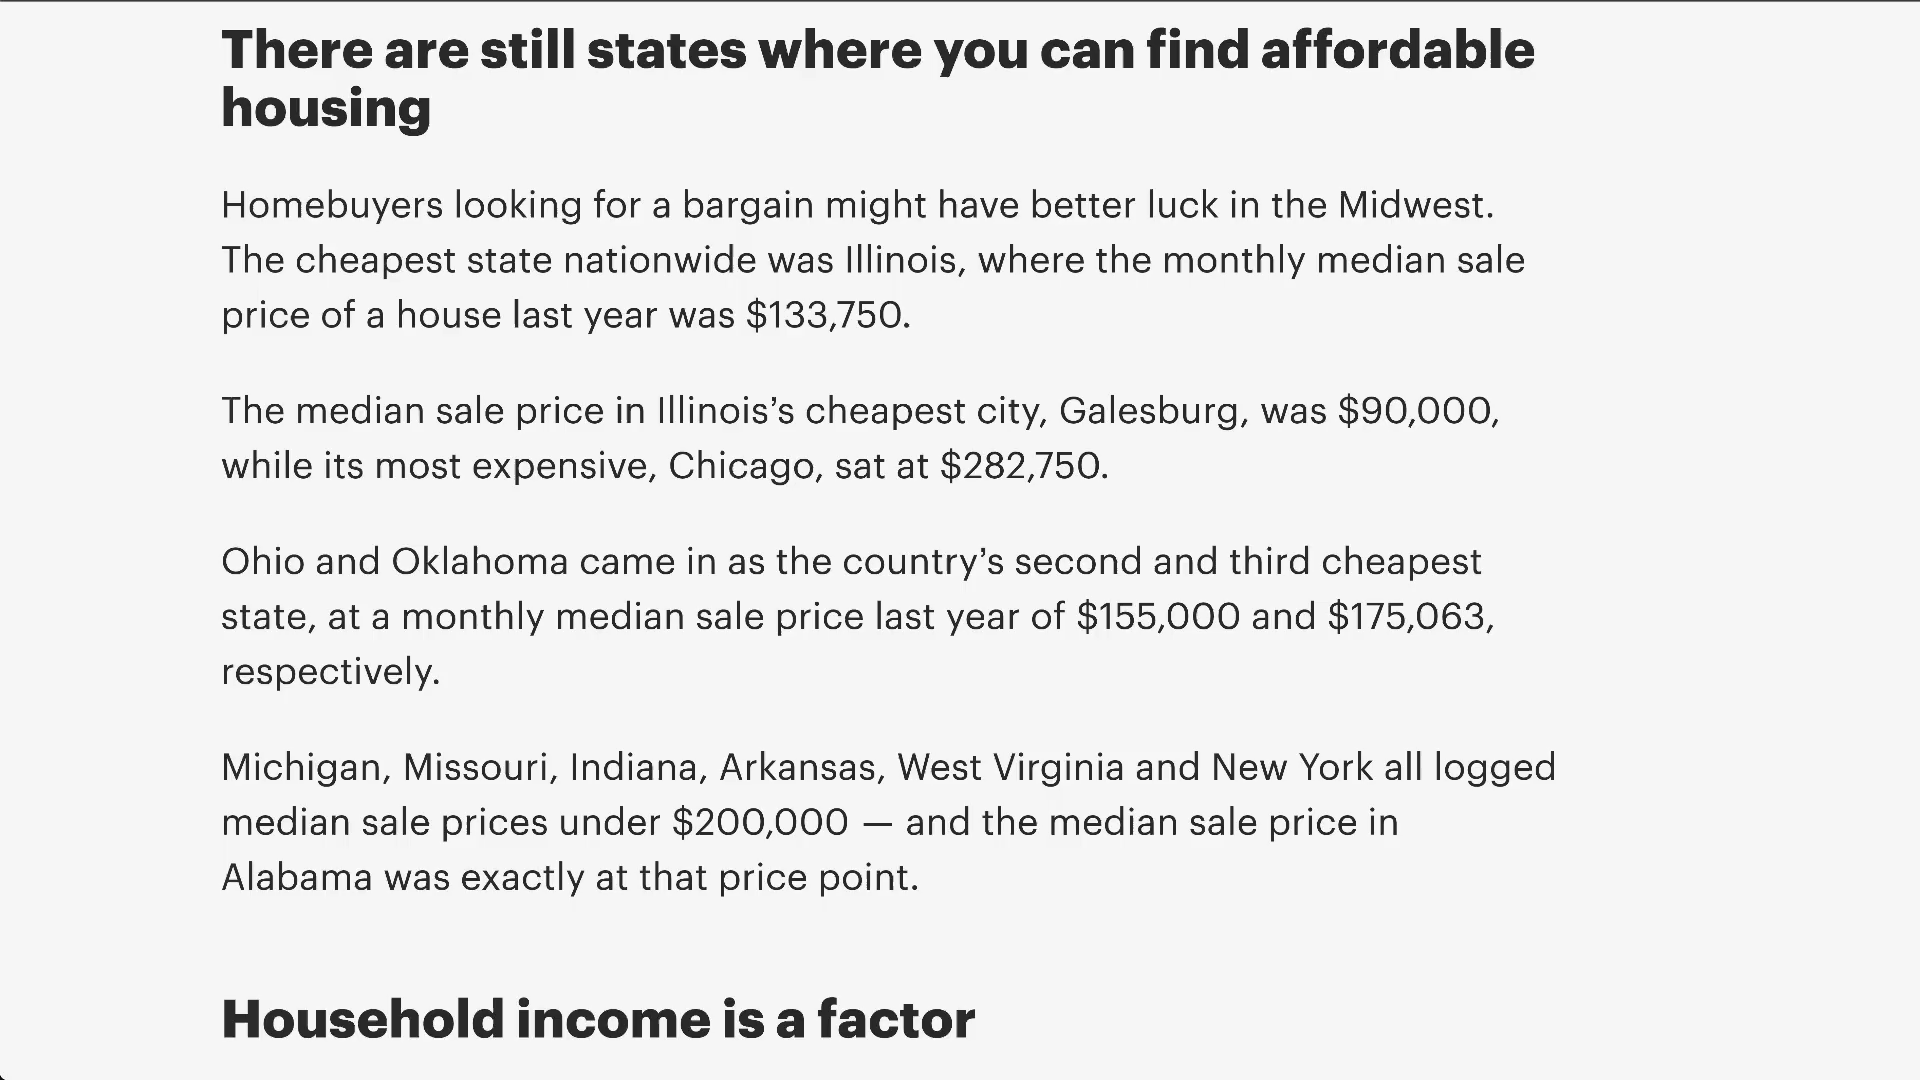 There are still states where you can find affordable
housing
Homebuyers looking for a bargain might have better luck in the Midwest.
The cheapest state nationwide was Illinois, where the monthly median sale
price of a house last year was $133,750.
The median sale price in Illinois’s cheapest city, Galesburg, was $90,000,
while its most expensive, Chicago, sat at $282,750.
Ohio and Oklahoma came in as the country’s second and third cheapest
state, at a monthly median sale price last year of $155,000 and $175,063,
respectively.
Michigan, Missouri, Indiana, Arkansas, West Virginia and New York all logged
median sale prices under $200,000 — and the median sale price in
Alabama was exactly at that price point.
Household income is a factor